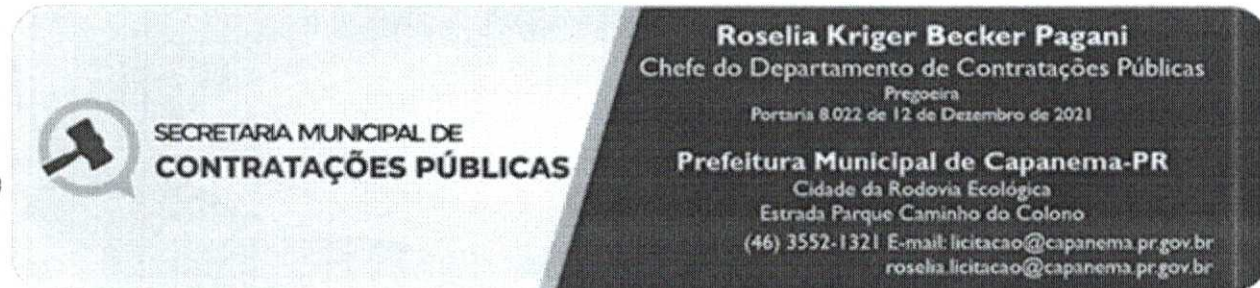 SECRETARIA MUNICIPAL DE
CONTRATAÇÕES PÚBLICAS
Roselia Kriger Becker Pagani
Chefe do Departamento de Contratações Públicas
Pregoeira
Portaria 8.022 de 12 de Dezembro de 2021
Prefeitura Municipal de Capanema-PR
Cidade da Rodovia Ecológica
Estrada Parque Caminho do Colono
(46) 3552-1321 E-mail: licitacao@capanema.pr.gov.br
roselia.licitacao@capanema.pr.gov.br